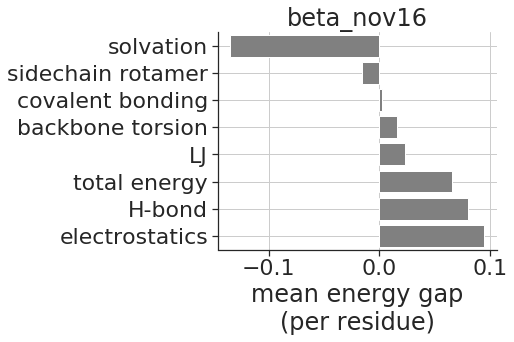 beta_nov16
solvation
sidechain rotamer
covalent bonding
backbone torsion
LJ
total energy
H-bond
electrostatics
−0.1 0.0 0.1
mean energy gap
(per residue)